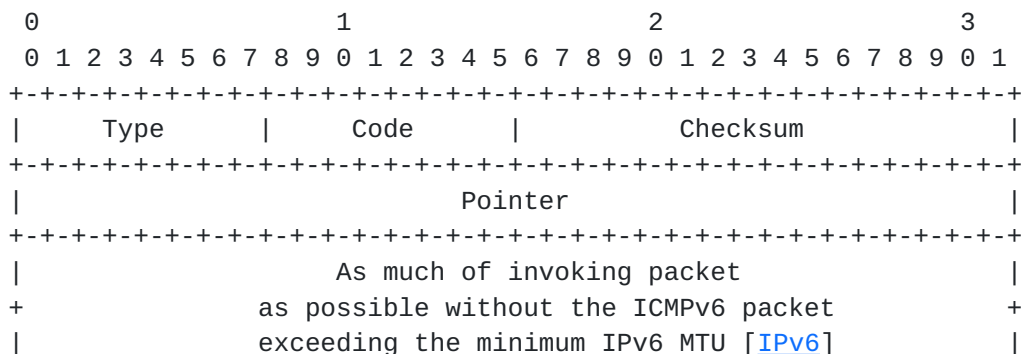 0                   1                   2                   3
 0 1 2 3 4 5 6 7 8 9 0 1 2 3 4 5 6 7 8 9 0 1 2 3 4 5 6 7 8 9 0 1
+-+-+-+-+-+-+-+-+-+-+-+-+-+-+-+-+-+-+-+-+-+-+-+-+-+-+-+-+-+-+-+-+
|     Type      |     Code      |          Checksum             |
+-+-+-+-+-+-+-+-+-+-+-+-+-+-+-+-+-+-+-+-+-+-+-+-+-+-+-+-+-+-+-+-+
|                            Pointer                            |
+-+-+-+-+-+-+-+-+-+-+-+-+-+-+-+-+-+-+-+-+-+-+-+-+-+-+-+-+-+-+-+-+
|                    As much of invoking packet                 |
+               as possible without the ICMPv6 packet           +
|               exceeding the minimum IPv6 MTU [IPv6]           |